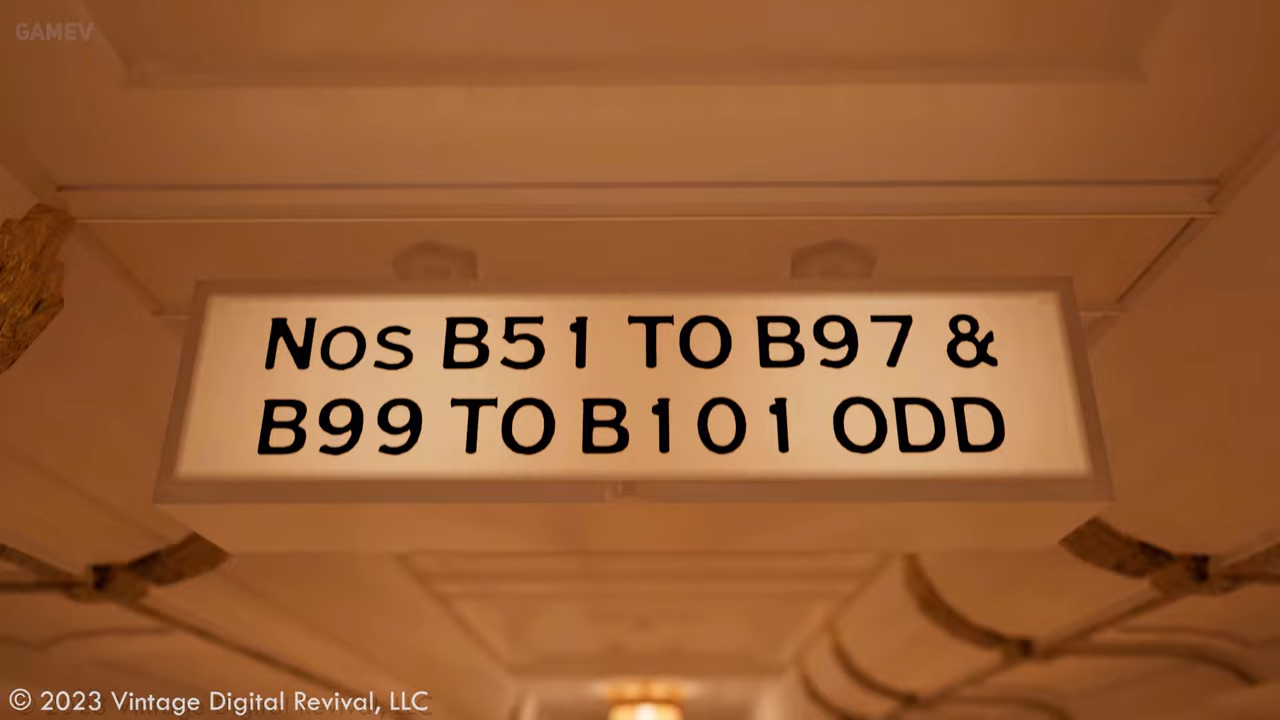 GAMEV
Nos B51 TO B97 &
B99 TO B101 ODD
© 2023 Vintage Digital Revival, LLC